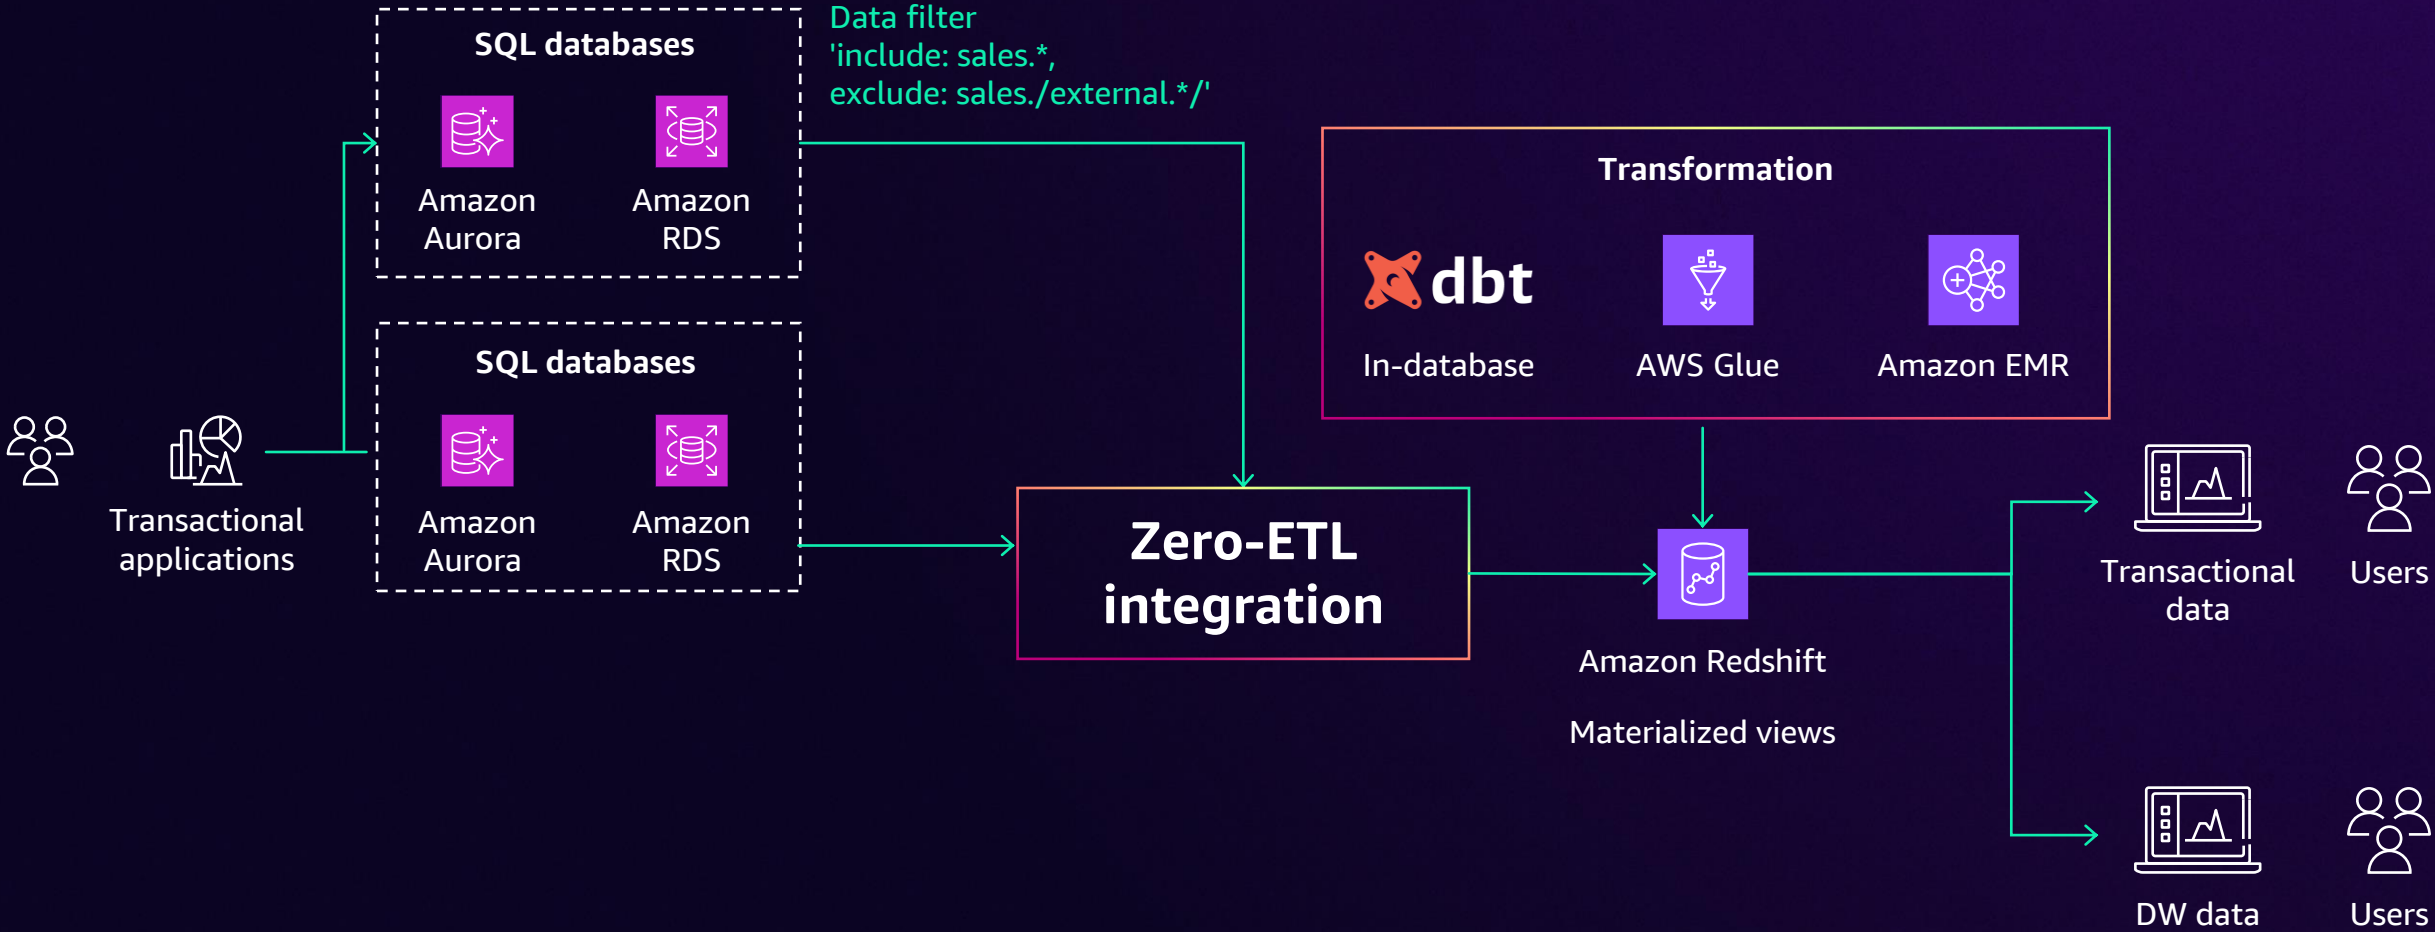 Data filter
'include: sales.*,
exclude: sales./external.*/'
SQL databases
Amazon
Aurora
Amazon
RDS
SQL databases
Amazon
Aurora
Amazon
RDS
Transactional
applications
Zero-ETL
integration
Transformation
dbt
In-database
AWS Glue
Amazon EMR
Amazon Redshift
Materialized views
Transactional
data
Users
DW data
Users